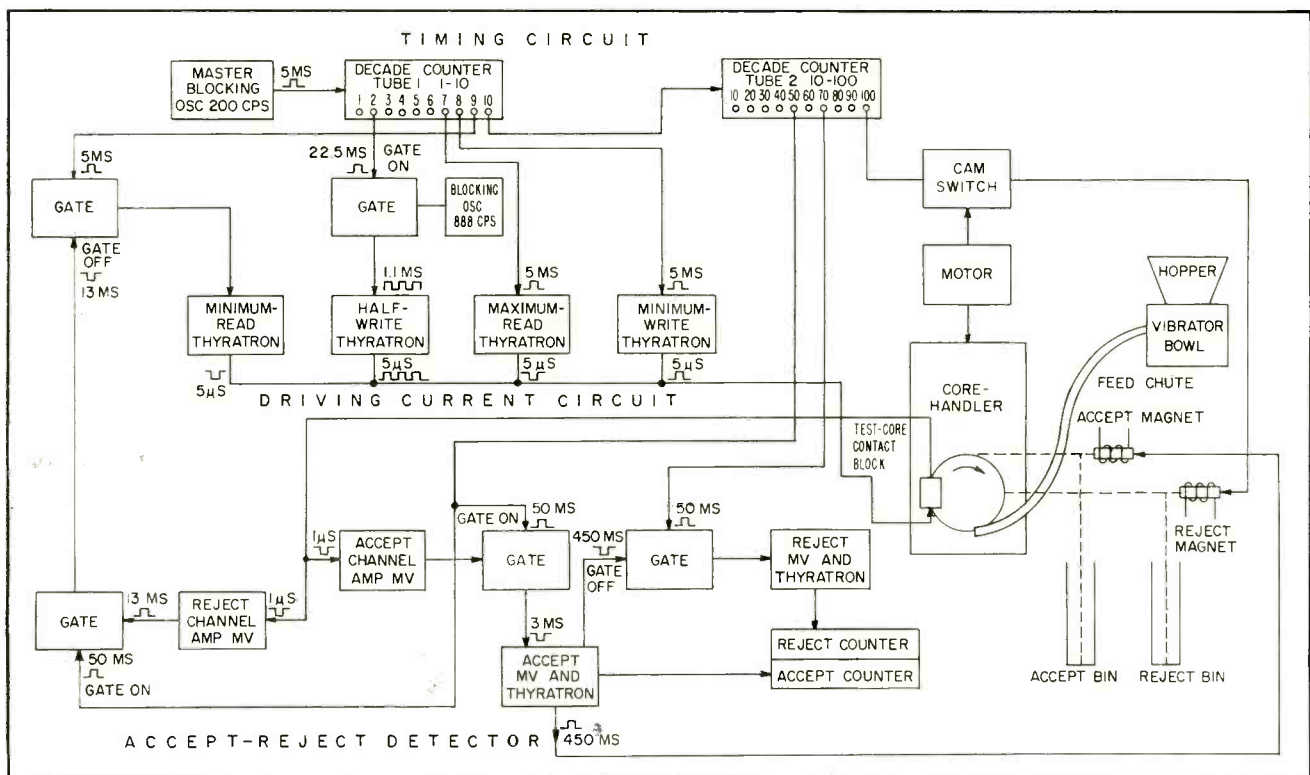 TIMING CIRCUIT
MASTER
BLOCKING
OSC 200 CPS
5MS
DECADE COUNTER
TUBE 1 1-10
1 2 3 4 5 6 7 8 9 10
DECADE COUNTER
TUBE 2 10-100
10 20 30 40 50 60 70 80 90 100
5MS
GATE
GATE
OFF
13 MS
22.5 MS
GATE
ON
GATE
BLOCKING
OSC
888 CPS
1.1 MS
5 MS
5 MS
MINIMUM-
READ
THYRATRON
HALF-
WRITE
THYRATRON
MAXIMUM-
READ
THYRATRON
MINIMUM-
WRITE
THYRATRON
5μS
5μS
5μS
5μS
DRIVING CURRENT CIRCUIT
CAM
SWITCH
MOTOR
HOPPER
VIBRATOR
BOWL
CORE-
HANDLER
FEED CHUTE
TEST-CORE
CONTACT
BLOCK
ACCEPT MAGNET
REJECT
MAGNET
ACCEPT BIN
REJECT BIN
GATE ON
50 MS
1μS
ACCEPT
CHANNEL
AMP MV
GATE
450 MS
GATE
OFF
50 MS
GATE
REJECT
MV AND
THYRATRON
GATE
13 MS
REJECT
CHANNEL
AMP MV
1μS
50 MS
GATE ON
3 MS
ACCEPT
MV AND
THYRATRON
REJECT COUNTER
ACCEPT COUNTER
450 MS
ACCEPT-REJECT DETECTOR